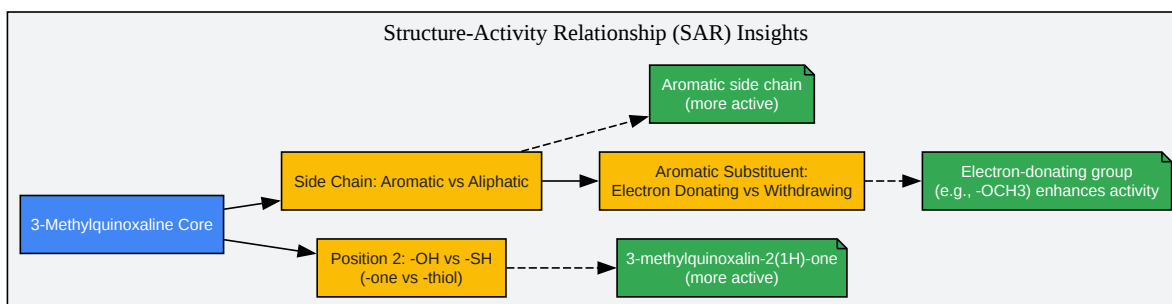 Structure-Activity Relationship (SAR) Insights
Aromatic side chain
(more active)
Side Chain: Aromatic vs Aliphatic
Aromatic Substituent:
Electron Donating vs Withdrawing
Electron-donating group
(e.g., -OCH3) enhances activity
3-Methylquinoxaline Core
Position 2: -OH vs -SH
(-one vs -thiol)
3-methylquinoxalin-2(1H)-one
(more active)